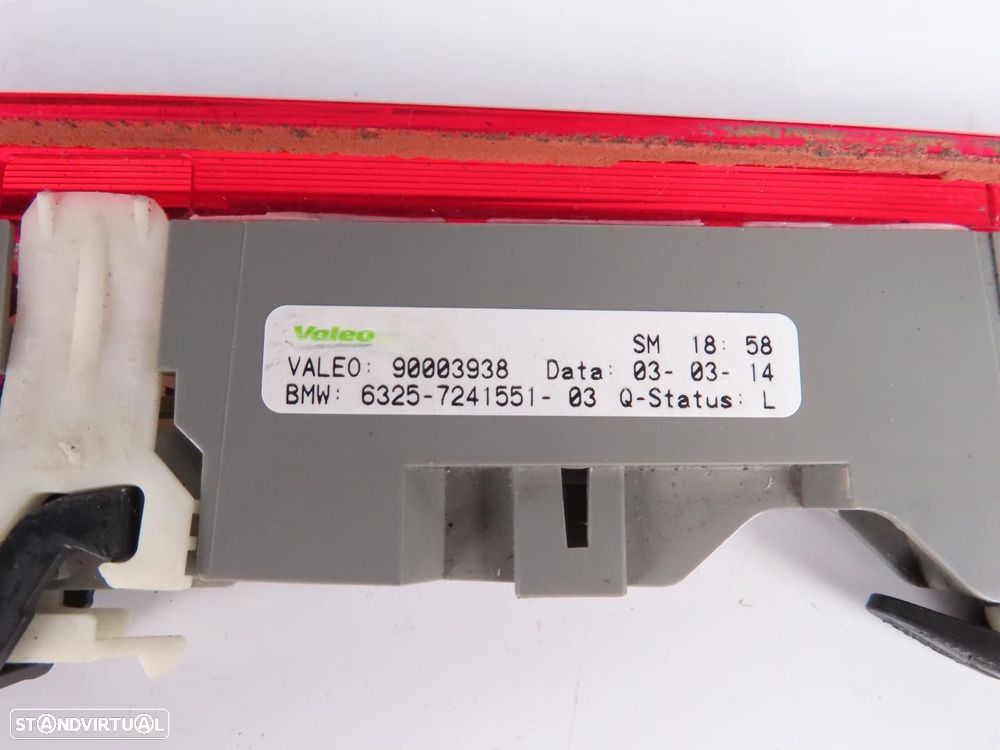 Valeo
SM 18: 58
VALEO: 90003938 Data: 03- 03- 14
BMW: 6325-7241551- 03 Q-Status: L
STANDVIRTUAL